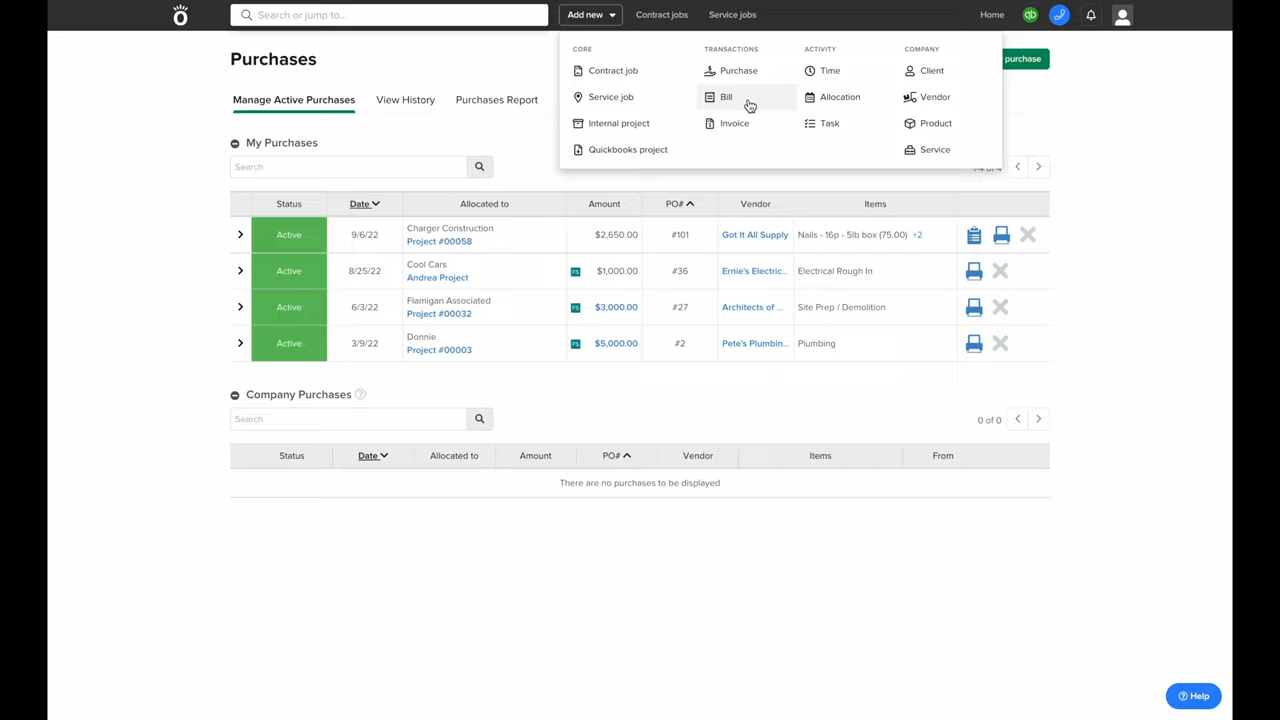 Search or jump to...
Add new
Contract jobs
Service jobs
Home
qb
CORE
TRANSACTIONS
ACTIVITY
COMPANY
Contract job
Purchase
Time
Client
Service job
Bill
Allocation
Vendor
Internal project
Invoice
Task
Product
Quickbooks project
Service
Purchases
purchase
Manage Active Purchases
View History
Purchases Report
My Purchases
Search
Status Date Allocated to Amount PO# Vendor Items
Active 9/6/22 Charger Construction $2,650.00 #101 Got It All Supply Nails - 16p - 5lb box (75.00) +2
Project #00058
Active 8/25/22 Cool Cars FS $1,000.00 #36 Ernie's Electric... Electrical Rough In
Andrea Project
Active 6/3/22 Flamigan Associated FS $3,000.00 #27 Architects of ... Site Prep / Demolition
Project #00032
Active 3/9/22 Donnie FS $5,000.00 #2 Pete's Plumbin... Plumbing
Project #00003
Company Purchases ?
Search
0 of 0
Status Date Allocated to Amount PO# Vendor Items From
There are no purchases to be displayed
Help